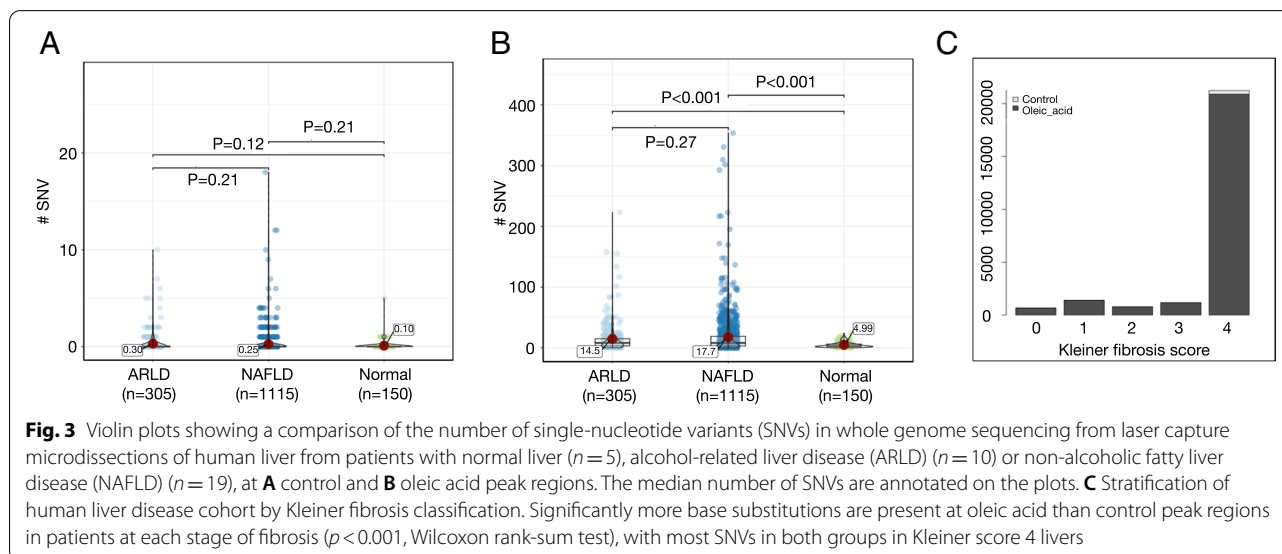 A
B
C
# SNV
20
10
0
P=0.21
P=0.12
P=0.21
0.30
0.25
0.10
ARLD
(n=305)
NAFLD
(n=1115)
Normal
(n=150)
# SNV
400
300
200
100
0
P<0.001
P<0.001
P=0.27
14.5
17.7
4.99
ARLD
(n=305)
NAFLD
(n=1115)
Normal
(n=150)
Control
Oleic_acid
20000
15000
10000
5000
0
0 1 2 3 4
Kleiner fibrosis score
Fig. 3 Violin plots showing a comparison of the number of single-nucleotide variants (SNVs) in whole genome sequencing from laser capture
microdissections of human liver from patients with normal liver (n = 5), alcohol-related liver disease (ARLD) (n = 10) or non-alcoholic fatty liver
disease (NAFLD) (n = 19), at A control and B oleic acid peak regions. The median number of SNVs are annotated on the plots. C Stratification of
human liver disease cohort by Kleiner fibrosis classification. Significantly more base substitutions are present at oleic acid than control peak regions
in patients at each stage of fibrosis (p < 0.001, Wilcoxon rank-sum test), with most SNVs in both groups in Kleiner score 4 livers